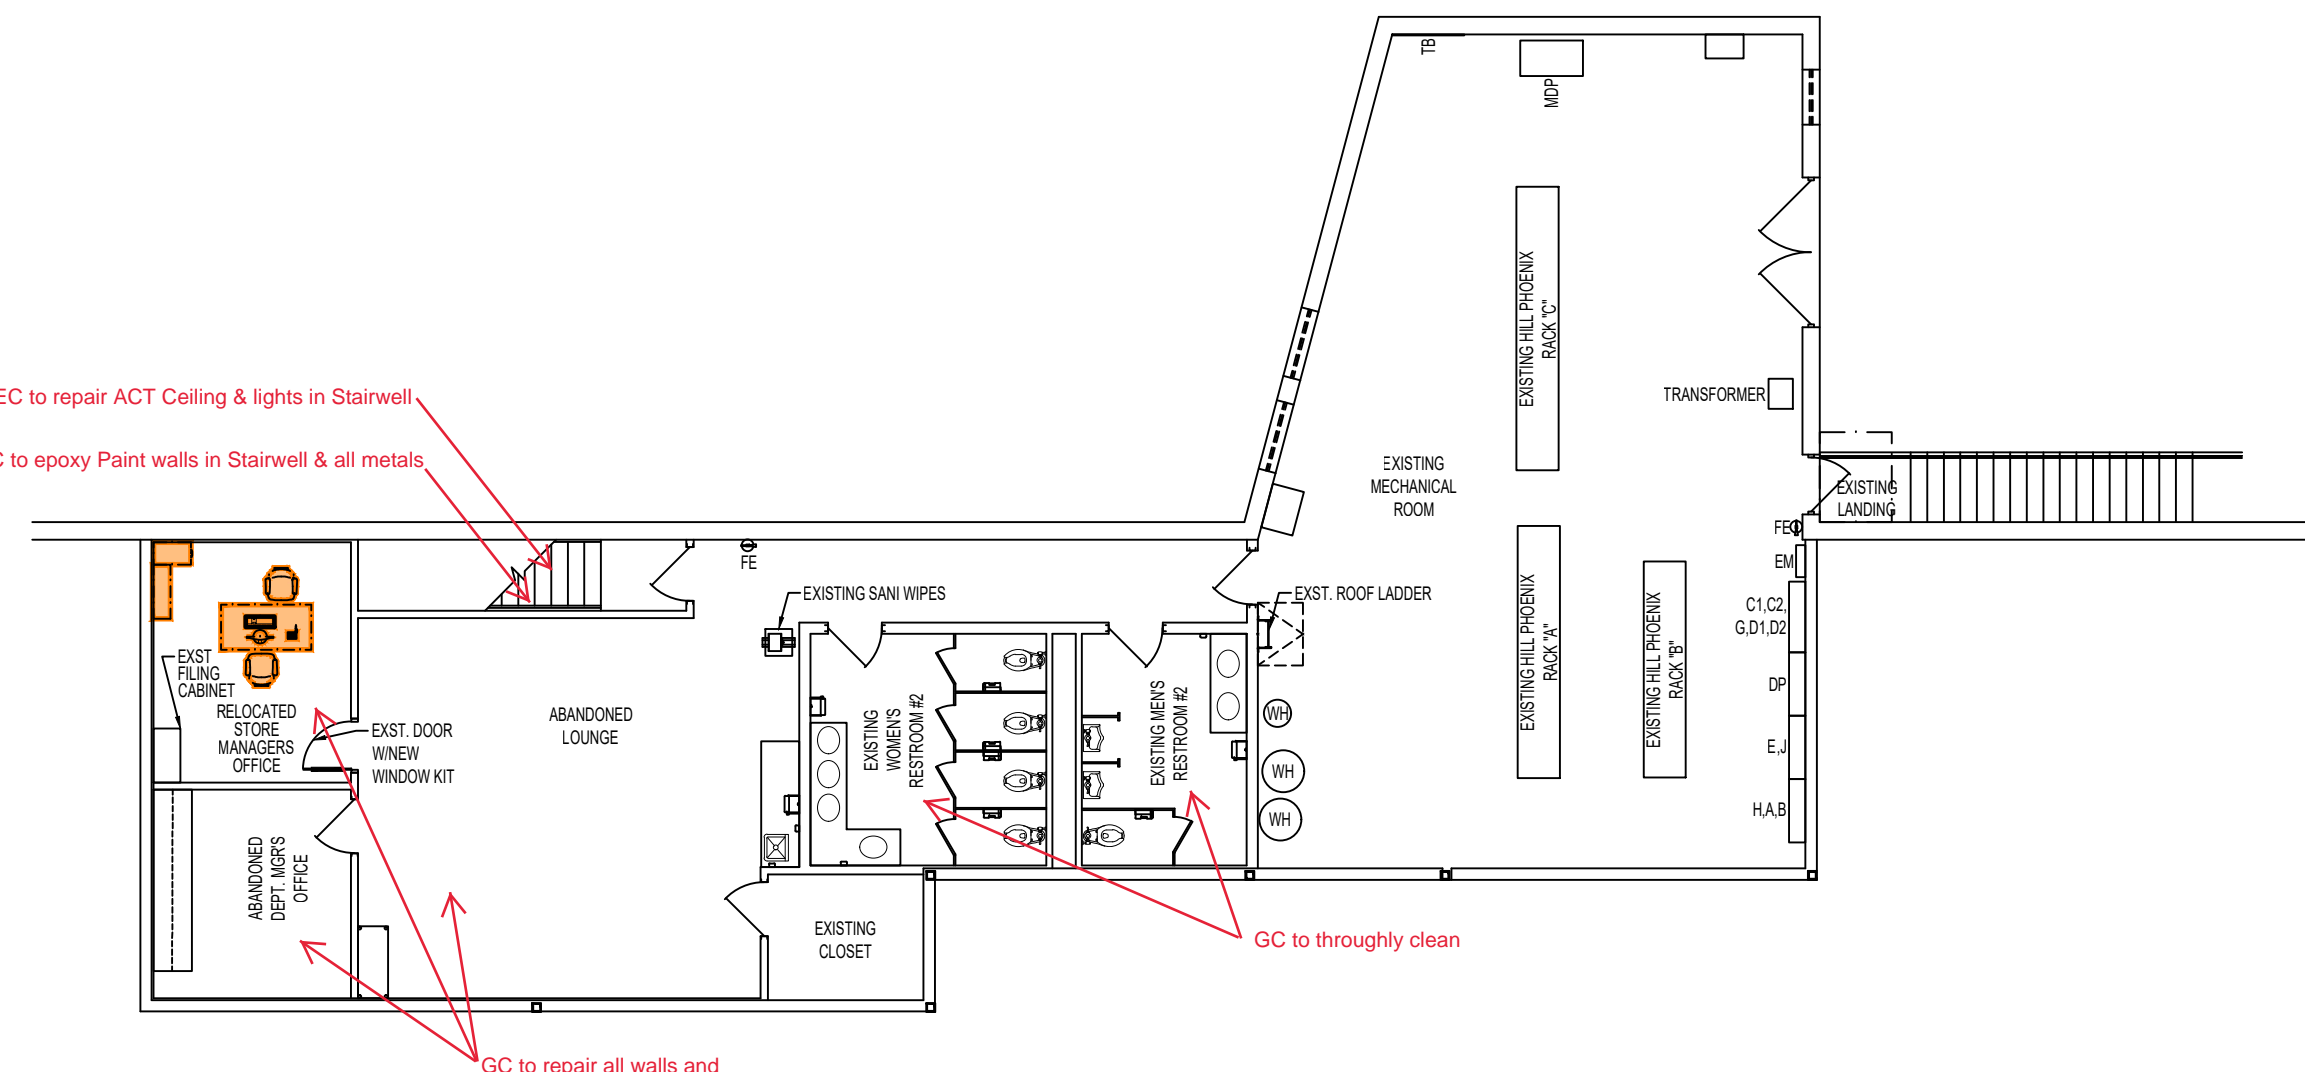 TB
MDP
EXISTING HILL PHOENIX
RACK "C"
TRANSFORMER
EC to repair ACT Ceiling & lights in Stairwell
to epoxy Paint walls in Stairwell & all metals
EXISTING
MECHANICAL
ROOM
EXISTING
LANDING
FE
EM
C1,C2,
G,D1,D2
DP
E,J
H,A,B
FE
EXISTING SANI WIPES
EXST. ROOF LADDER
EXISTING HILL PHOENIX
RACK "A"
EXISTING HILL PHOENIX
RACK "B"
EXST
FILING
CABINET
RELOCATED
STORE
MANAGERS
OFFICE
EXST. DOOR
W/NEW
WINDOW KIT
ABANDONED
LOUNGE
EXISTING
WOMEN'S
RESTROOM #2
EXISTING MEN'S
RESTROOM #2
WH
WH
WH
ABANDONED
DEPT. MGR'S
OFFICE
EXISTING
CLOSET
GC to throughly clean
GC to repair all walls and